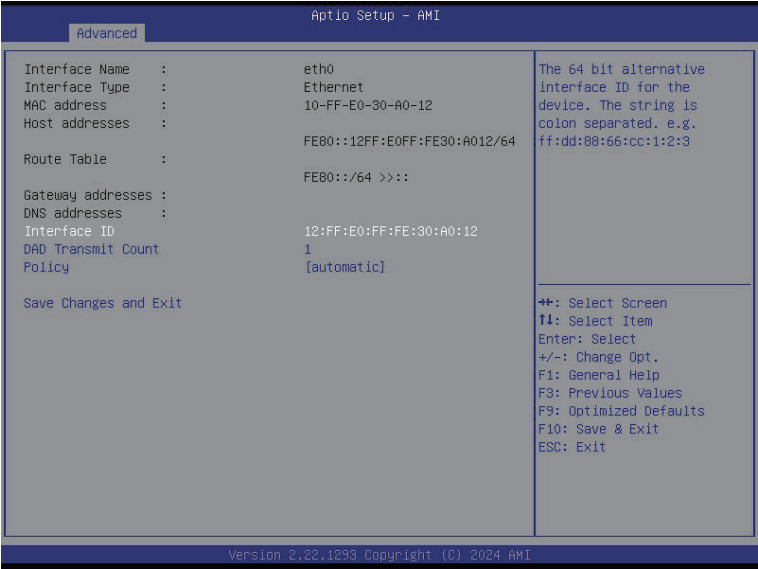 Aptio Setup – AMI
Advanced
Interface Name : eth0
Interface Type : Ethernet
MAC address : 10-FF-E0-30-A0-12
Host addresses :
FE80::12FF:E0FF:FE30:A012/64
Route Table :
FE80::/64 >>::
Gateway addresses :
DNS addresses :
Interface ID 12:FF:E0:FF:FE:30:A0:12
DAD Transmit Count 1
Policy [automatic]
Save Changes and Exit
The 64 bit alternative
interface ID for the
device. The string is
colon separated. e.g.
ff:dd:88:66:cc:1:2:3
→←: Select Screen
↑↓: Select Item
Enter: Select
+/-: Change Opt.
F1: General Help
F3: Previous Values
F9: Optimized Defaults
F10: Save & Exit
ESC: Exit
Version 2.22.1293 Copyright (C) 2024 AMI